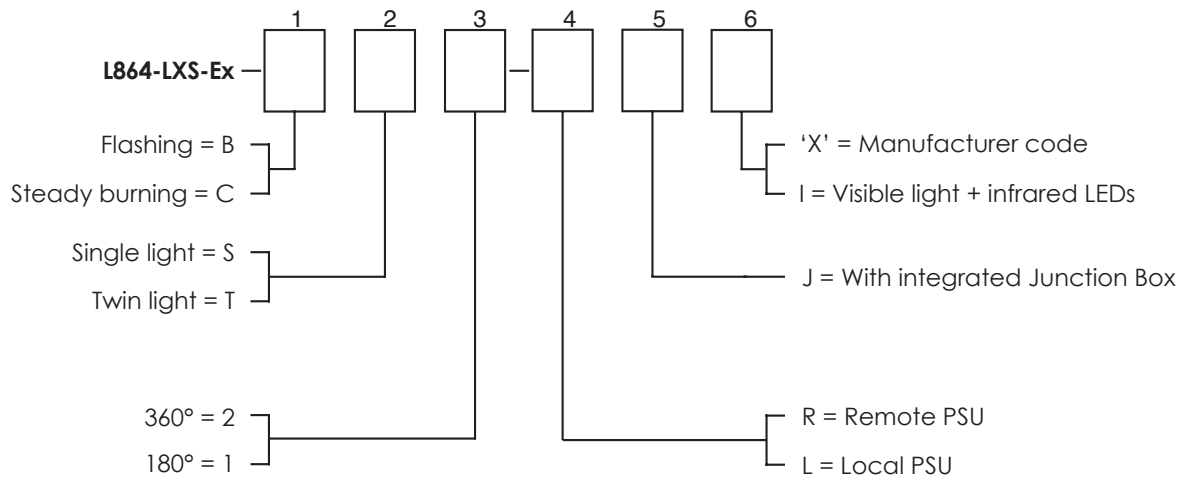 1 2 3 4 5 6
L864-LXS-Ex
Flashing = B
Steady burning = C
Single light = S
Twin light = T
360° = 2
180° = 1
‘X’ = Manufacturer code
I = Visible light + infrared LEDs
J = With integrated Junction Box
R = Remote PSU
L = Local PSU